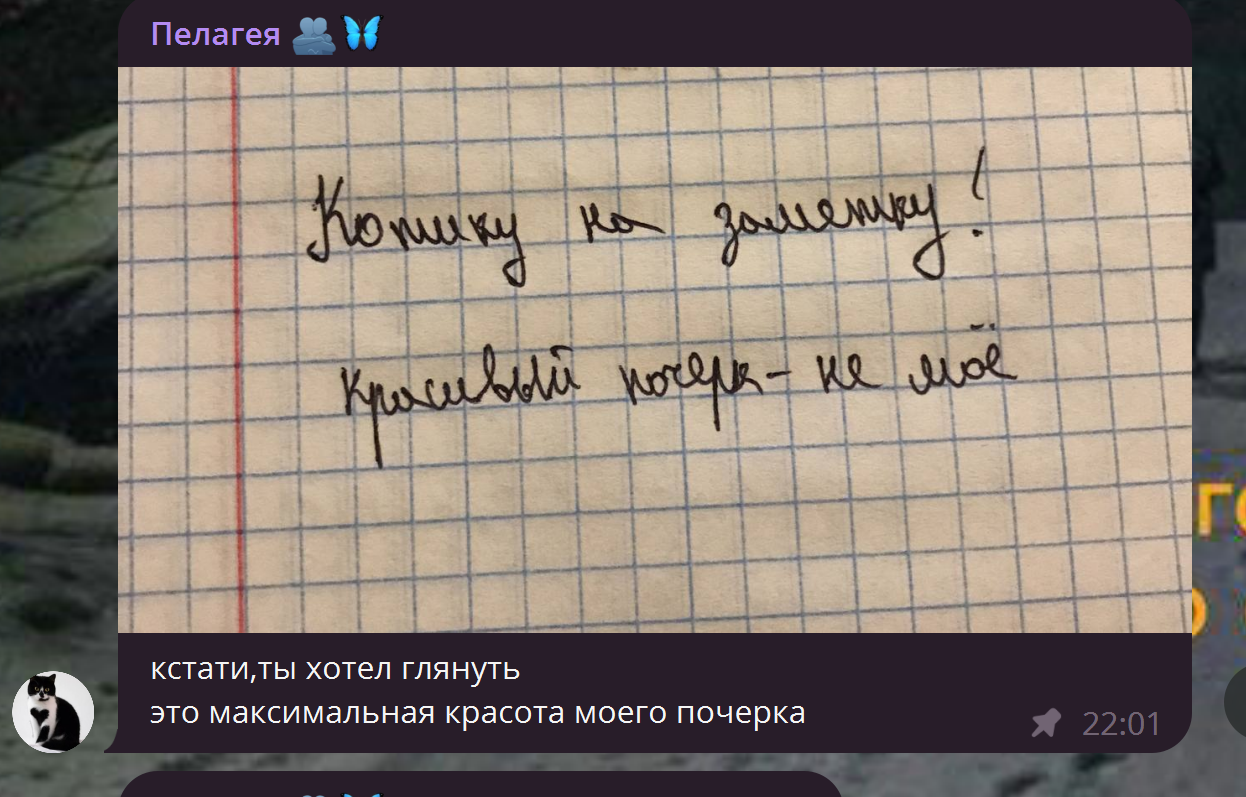 Пелагея 🫂🦋
Котику на заметку!
красивый почерк - не моё
кстати,ты хотел глянуть
это максимальная красота моего почерка
22:01